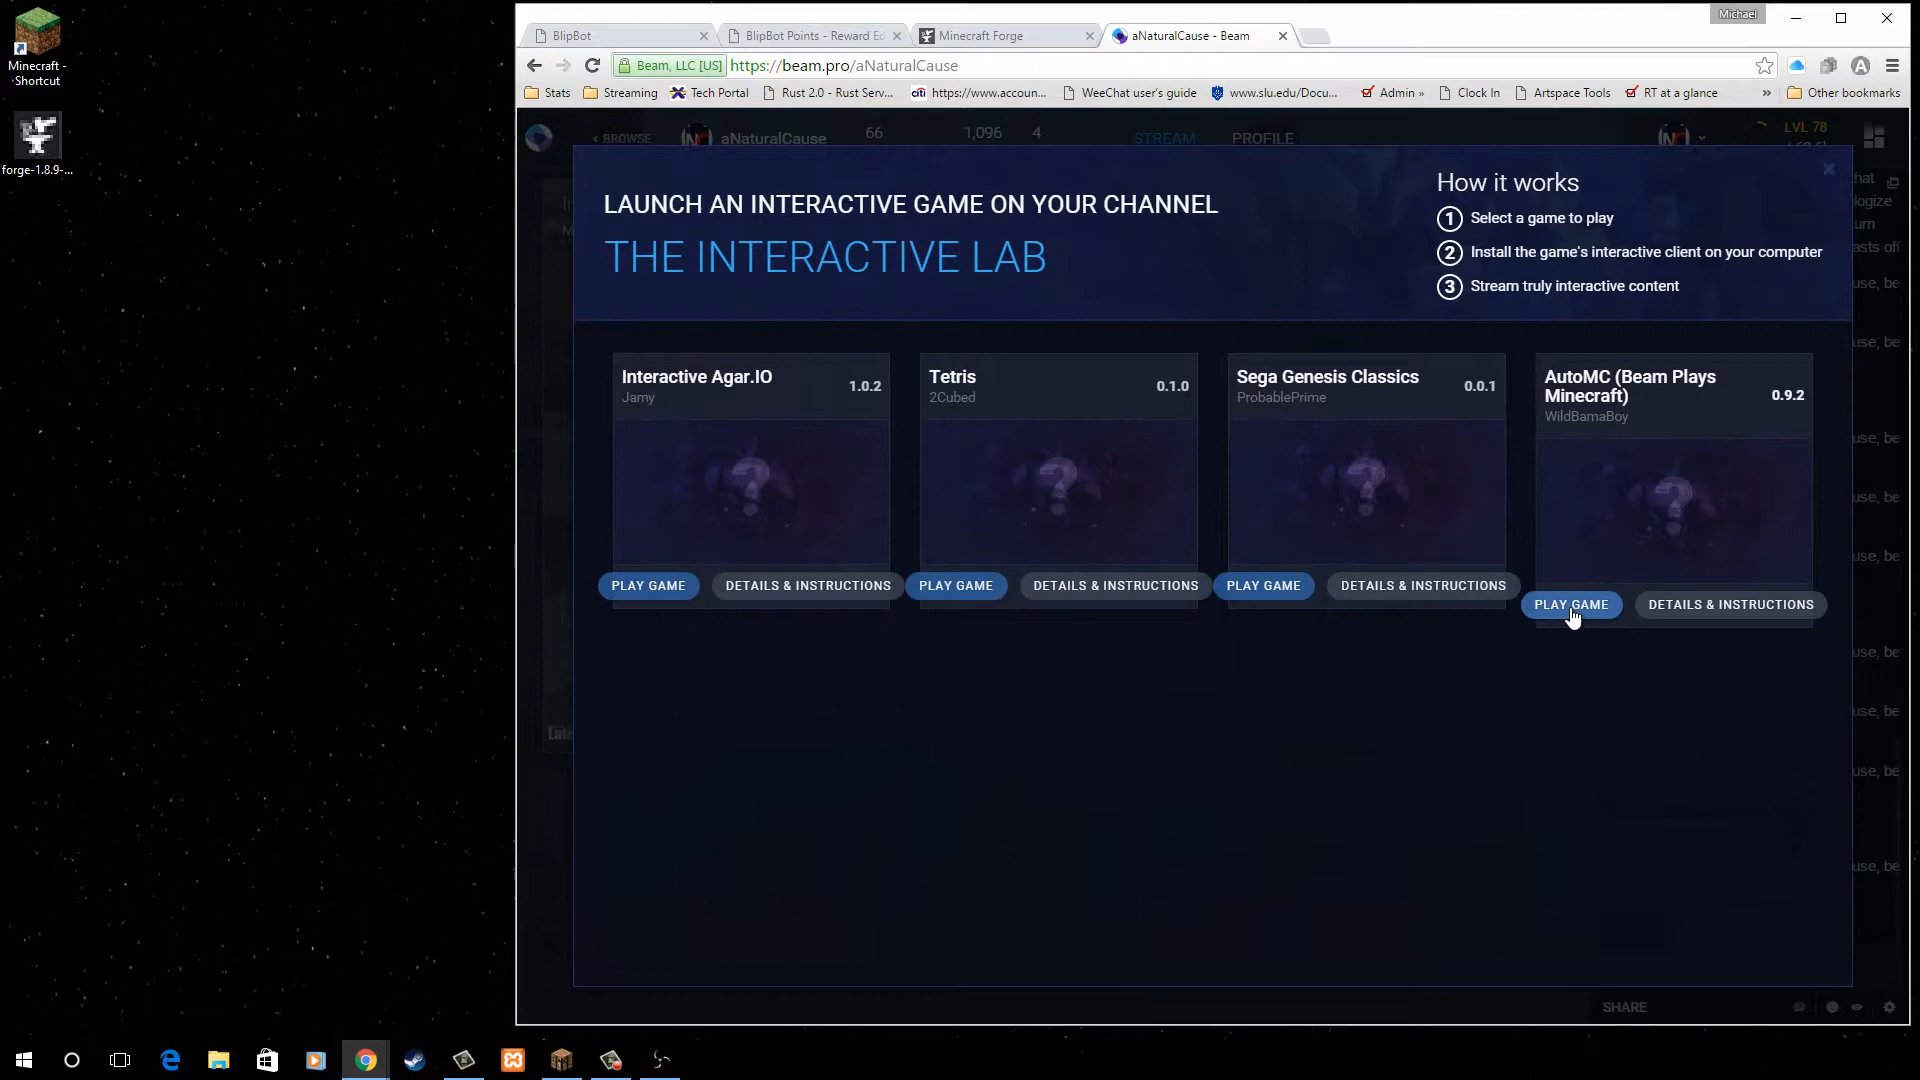 Minecraft -
Shortcut
forge-1.8.9-...
Michael
BlipBot
BlipBot Points - Reward Ed
Minecraft Forge
aNaturalCause - Beam
Beam, LLC [US]
https://beam.pro/aNaturalCause
Stats
Streaming
Tech Portal
Rust 2.0 - Rust Serv...
citi
https://www.accoun...
WeeChat user's guide
www.slu.edu/Docu...
Admin »
Clock In
Artspace Tools
RT at a glance
»
Other bookmarks
‹ BROWSE
aNaturalCause
66
1,096
4
STREAM
PROFILE
LVL 78
LAUNCH AN INTERACTIVE GAME ON YOUR CHANNEL
THE INTERACTIVE LAB
How it works
1 Select a game to play
2 Install the game's interactive client on your computer
3 Stream truly interactive content
Interactive Agar.IO
Jamy
1.0.2
PLAY GAME
DETAILS & INSTRUCTIONS
Tetris
2Cubed
0.1.0
PLAY GAME
DETAILS & INSTRUCTIONS
Sega Genesis Classics
ProbablePrime
0.0.1
PLAY GAME
DETAILS & INSTRUCTIONS
AutoMC (Beam Plays
Minecraft)
WildBamaBoy
0.9.2
PLAY GAME
DETAILS & INSTRUCTIONS
SHARE